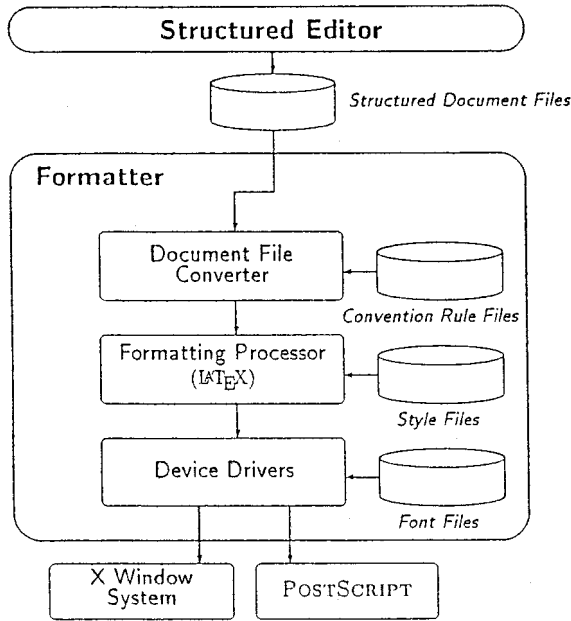 Structured Editor
Structured Document Files
Formatter
Document File
Converter
Convention Rule Files
Formatting Processor
(LATEX)
Style Files
Device Drivers
Font Files
X Window
System
POSTSCRIPT